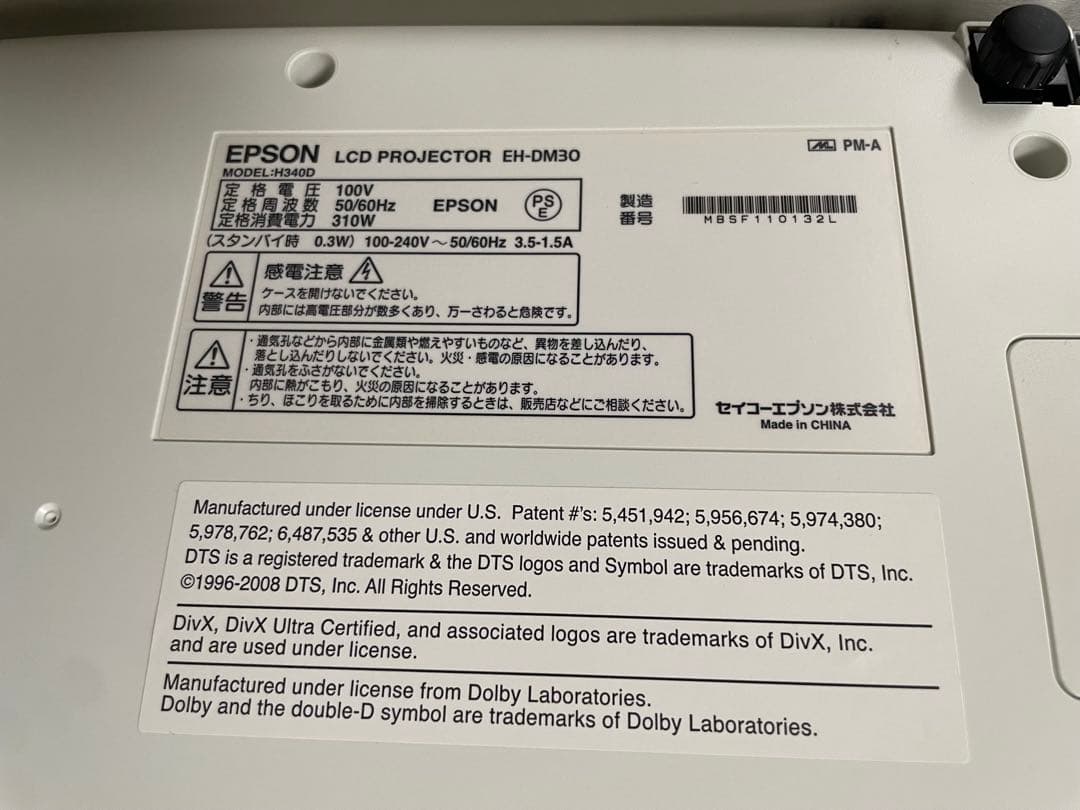 EPSON LCD PROJECTOR EH-DM30
PM-A
MODEL:H340D
定格電圧 100V
定格周波数 50/60Hz
定格消費電力 310W
EPSON
PS
E
製造
番号
MBSF110132L
(スタンバイ時 0.3W) 100-240V～50/60Hz 3.5-1.5A
警告
感電注意
ケースを開けないでください。
内部には高電圧部分が数多くあり、万一さわると危険です。
注意
・通気孔などから内部に金属類や燃えやすいものなど、異物を差し込んだり、
落とし込んだりしないでください。火災・感電の原因になることがあります。
・通気孔をふさがないでください。
内部に熱がこもり、火災の原因になることがあります。
・ちり、ほこりを取るために内部を掃除するときは、販売店などにご相談ください。
セイコーエプソン株式会社
Made in CHINA
Manufactured under license under U.S. Patent #'s: 5,451,942; 5,956,674; 5,974,380;
5,978,762; 6,487,535 & other U.S. and worldwide patents issued & pending.
DTS is a registered trademark & the DTS logos and Symbol are trademarks of DTS, Inc.
©1996-2008 DTS, Inc. All Rights Reserved.
DivX, DivX Ultra Certified, and associated logos are trademarks of DivX, Inc.
and are used under license.
Manufactured under license from Dolby Laboratories.
Dolby and the double-D symbol are trademarks of Dolby Laboratories.